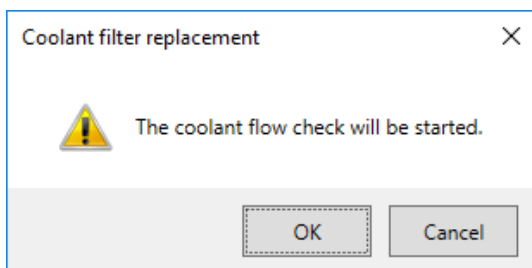 Coolant filter replacement
The coolant flow check will be started.
OK
Cancel